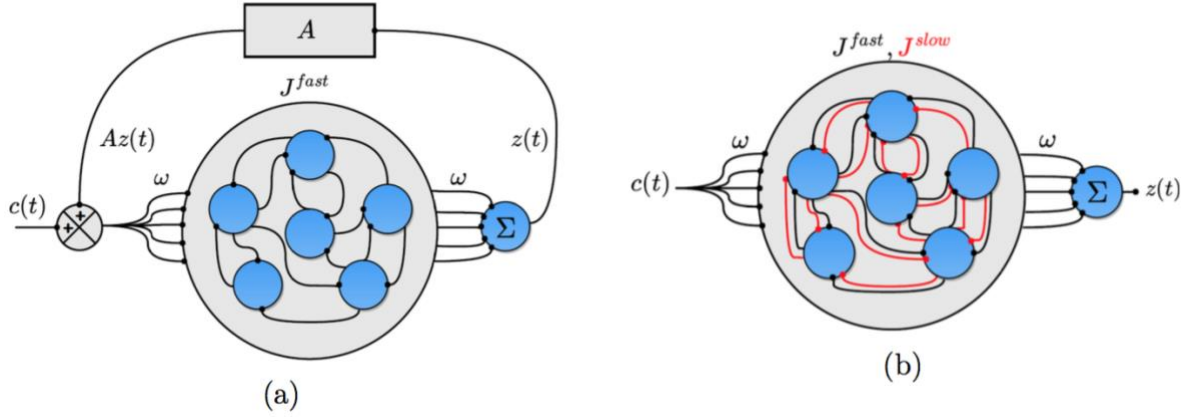 A
J^{fast}
Az(t)
z(t)
ω
ω
c(t)
+
+
Σ
(a)
J^{fast}, J^{slow}
ω
ω
c(t)
Σ
z(t)
(b)